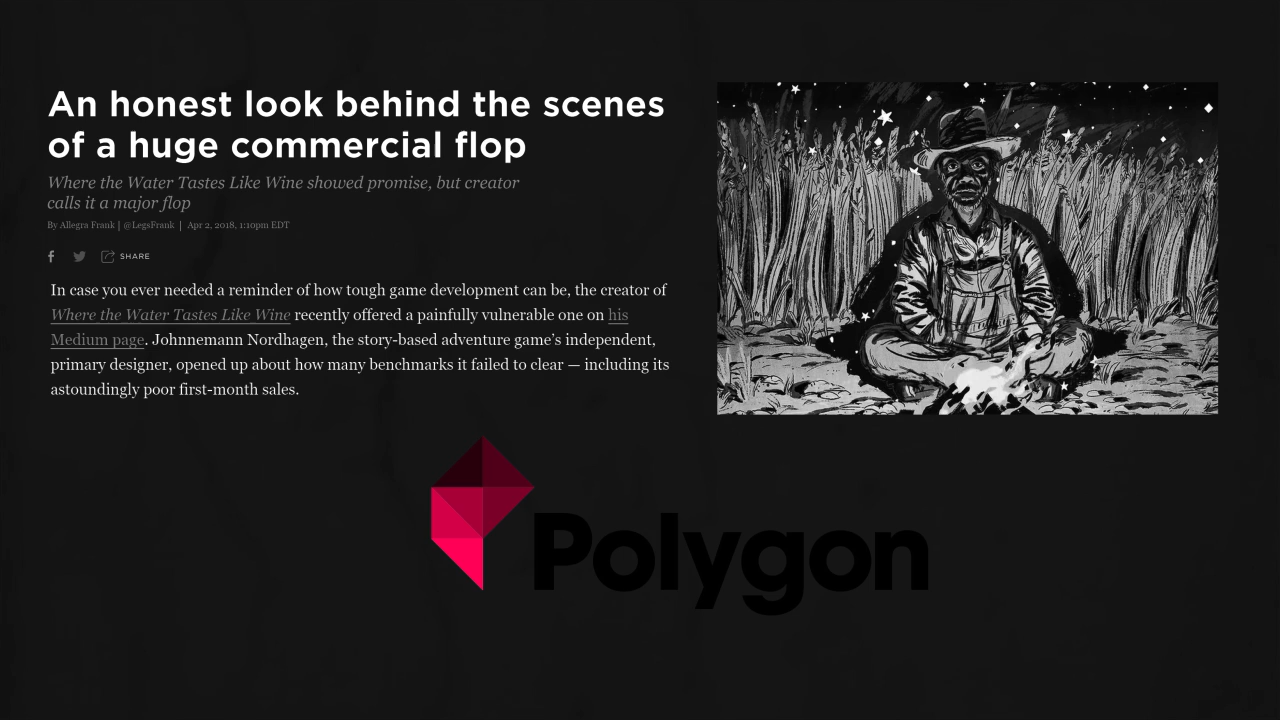 An honest look behind the scenes
of a huge commercial flop
Where the Water Tastes Like Wine showed promise, but creator
calls it a major flop
By Allegra Frank | @LegsFrank | Apr 2, 2018, 1:10pm EDT
SHARE
In case you ever needed a reminder of how tough game development can be, the creator of
Where the Water Tastes Like Wine recently offered a painfully vulnerable one on his
Medium page. Johnnemann Nordhagen, the story-based adventure game’s independent,
primary designer, opened up about how many benchmarks it failed to clear — including its
astoundingly poor first-month sales.
Polygon